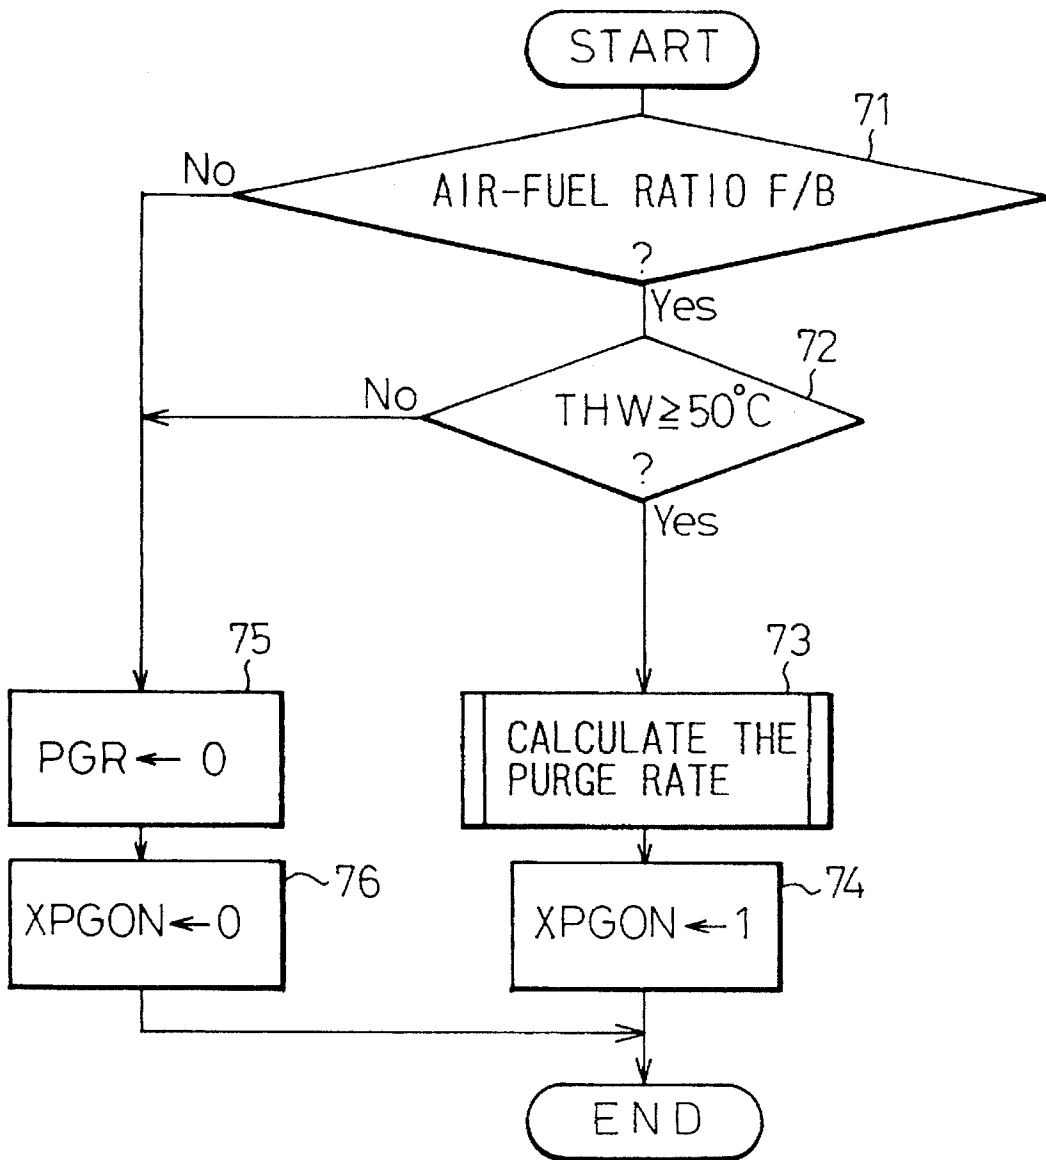 START
71
No
AIR-FUEL RATIO F/B
?
Yes
72
No
THW≧50°C
?
Yes
75
73
PGR←0
CALCULATE THE
PURGE RATE
76
74
XPGON←0
XPGON←1
END